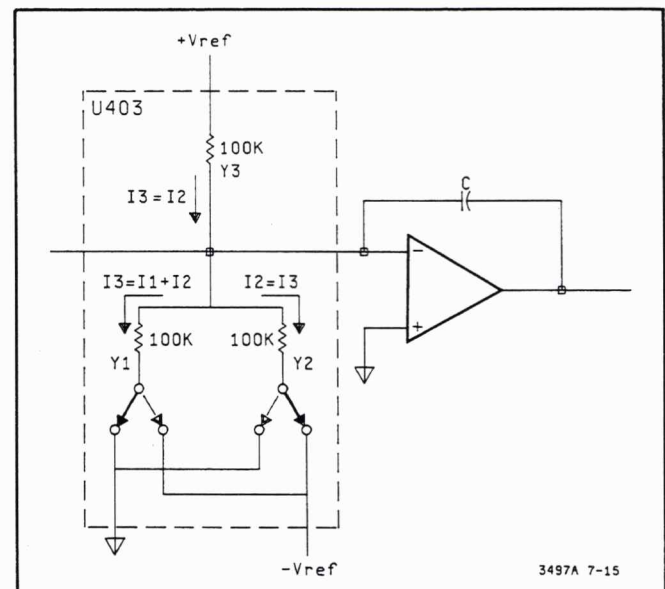 +Vref
U403
100K
Y3
I3=I2
C
I3=I1+I2
I2=I3
−
+
100K
100K
Y1
Y2
-Vref
3497A 7-15